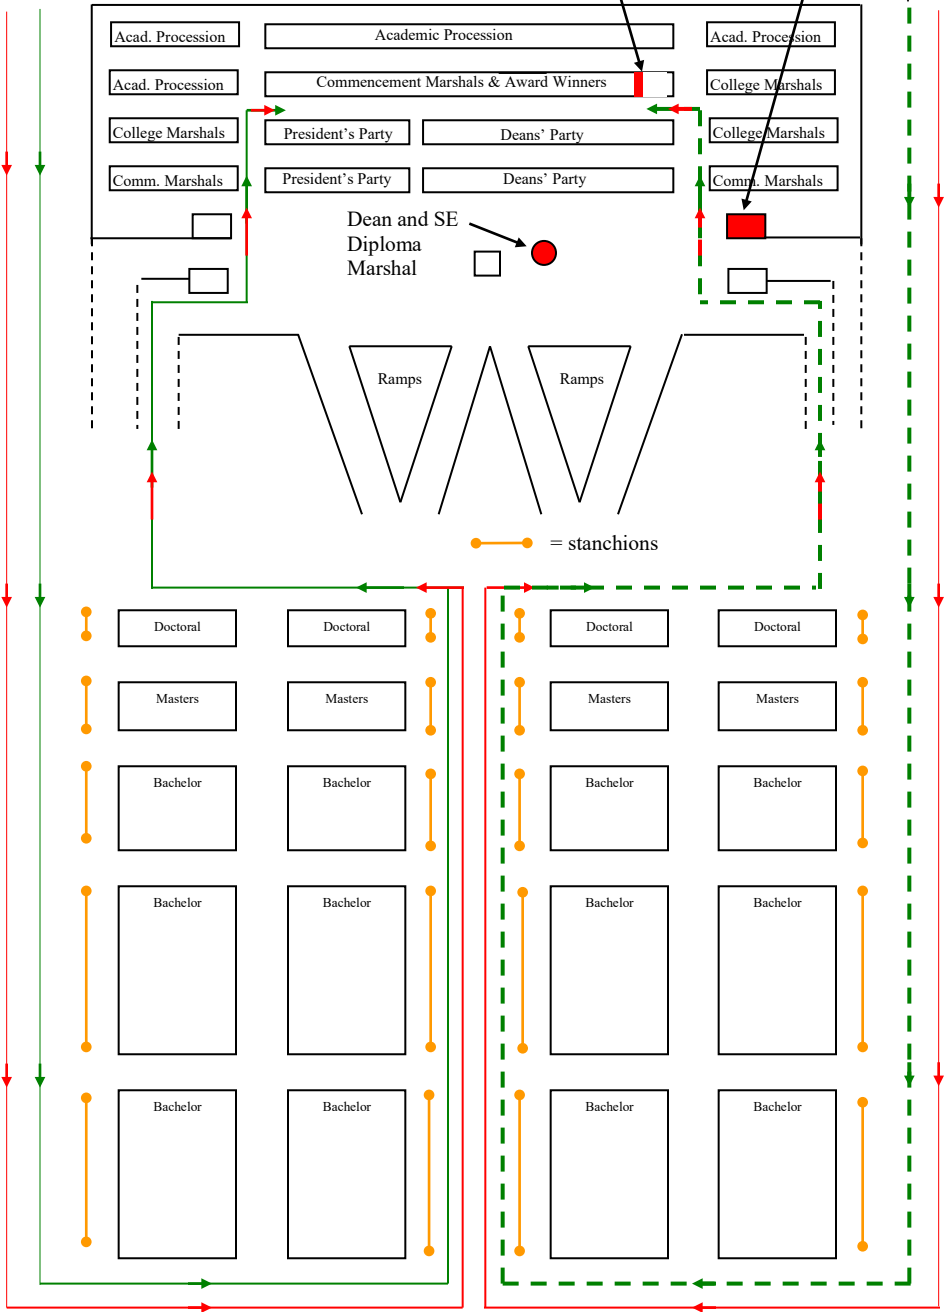 Acad. Procession
Academic Procession
Acad. Procession
Acad. Procession
Commencement Marshals & Award Winners
College Marshals
College Marshals
President's Party
Deans' Party
College Marshals
Comm. Marshals
President's Party
Deans' Party
Comm. Marshals
Dean and SE
Diploma
Marshal
Ramps
Ramps
= stanchions
Doctoral
Doctoral
Doctoral
Doctoral
Masters
Masters
Masters
Masters
Bachelor
Bachelor
Bachelor
Bachelor
Bachelor
Bachelor
Bachelor
Bachelor
Bachelor
Bachelor
Bachelor
Bachelor